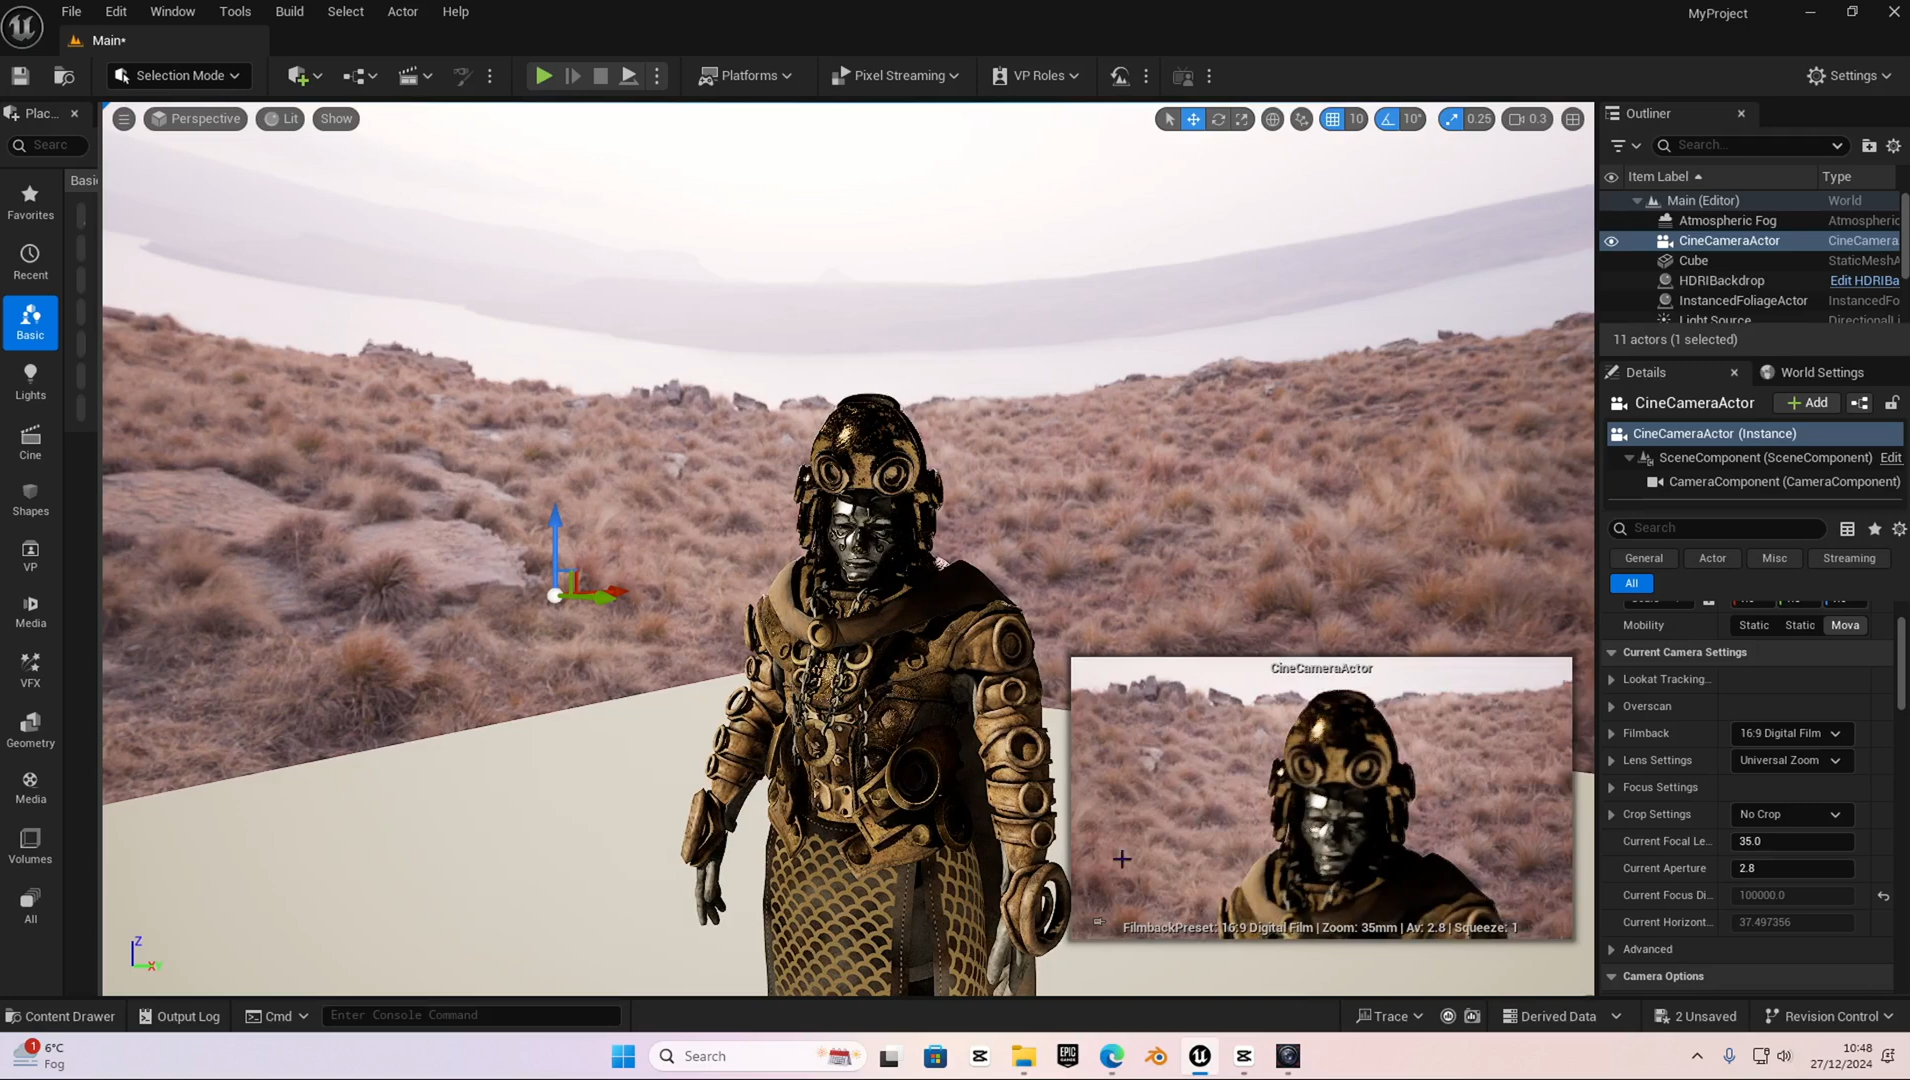 File Edit Window Tools Build Select Actor Help
MyProject
Main*
Selection Mode
Platforms
Pixel Streaming
VP Roles
Settings
Plac...
Searc
Basic
Favorites
Recent
Basic
Lights
Cine
Shapes
VP
Media
VFX
Geometry
Media
Volumes
All
Perspective
Lit
Show
10
10°
0.25
0.3
Z
X
CineCameraActor
FilmbackPreset: 16:9 Digital Film | Zoom: 35mm | Av: 2.8 | Squeeze: 1
Outliner
Search...
Item Label
Type
Main (Editor) World
Atmospheric Fog Atmospheric
CineCameraActor CineCamera
Cube StaticMeshA
HDRIBackdrop Edit HDRIBa
InstancedFoliageActor InstancedFo
Light Source DirectionalLi
11 actors (1 selected)
Details
World Settings
CineCameraActor
Add
CineCameraActor (Instance)
SceneComponent (SceneComponent) Edit
CameraComponent (CameraComponent)
Search
General Actor Misc Streaming
All
Mobility Static Static Mova
Current Camera Settings
Lookat Tracking...
Overscan
Filmback 16:9 Digital Film
Lens Settings Universal Zoom
Focus Settings
Crop Settings No Crop
Current Focal Le... 35.0
Current Aperture 2.8
Current Focus Di... 100000.0
Current Horizont... 37.497356
Advanced
Camera Options
Content Drawer
Output Log
Cmd
Enter Console Command
Trace
Derived Data
2 Unsaved
Revision Control
1
6°C
Fog
Search
EPIC
10:48
27/12/2024